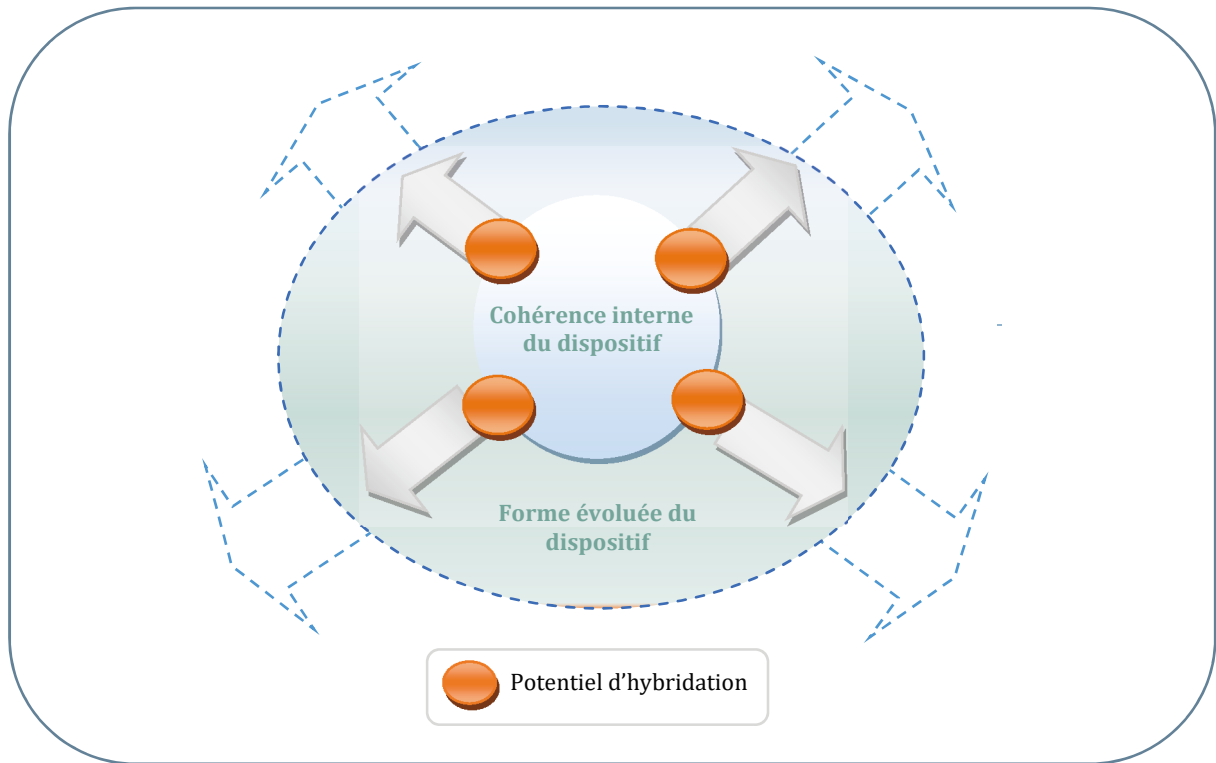 Cohérence interne
du dispositif
Forme évoluée du
dispositif
Potentiel d’hybridation